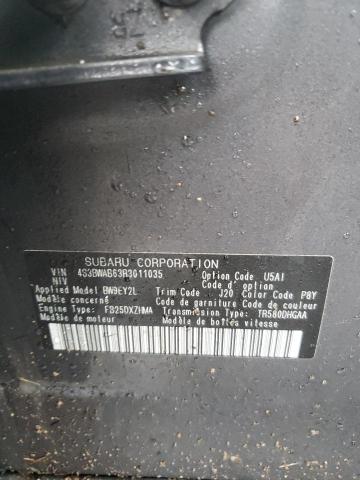 SUBARU CORPORATION
VIN 4S3BWAB63R3011035 Option Code U5A1
NIV Code d' option
Applied Model BW9EY2L Trim Code J20 Color Code P8Y
Modèle concerné Code de garniture Code d' couleur
Engine Type FB25DXZHMA Transmission Type TR580DHGAA
Modèle de moteur Modèle de boîtes vitesse